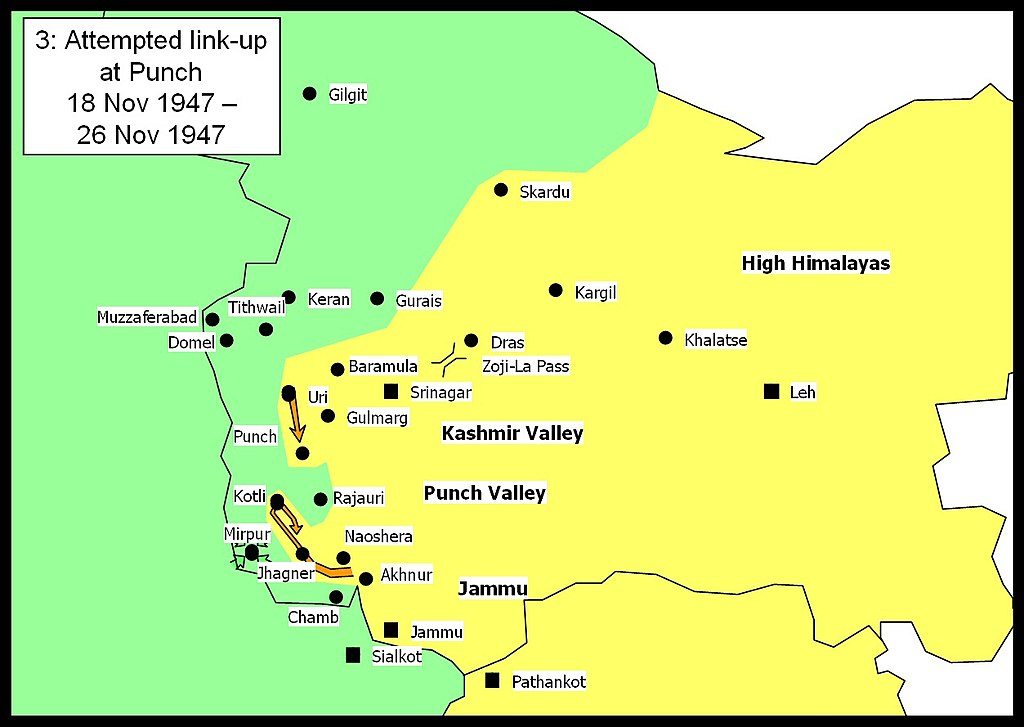 3: Attempted link-up
at Punch
18 Nov 1947 –
26 Nov 1947
Gilgit
Skardu
High Himalayas
Kargil
Keran
Gurais
Tithwail
Muzzaferabad
Domel
Dras
Khalatse
Baramula
Zoji-La Pass
Uri
Srinagar
Leh
Gulmarg
Punch
Kashmir Valley
Kotli
Rajauri
Punch Valley
Mirpur
Naoshera
Jhagner
Akhnur
Jammu
Chamb
Jammu
Sialkot
Pathankot